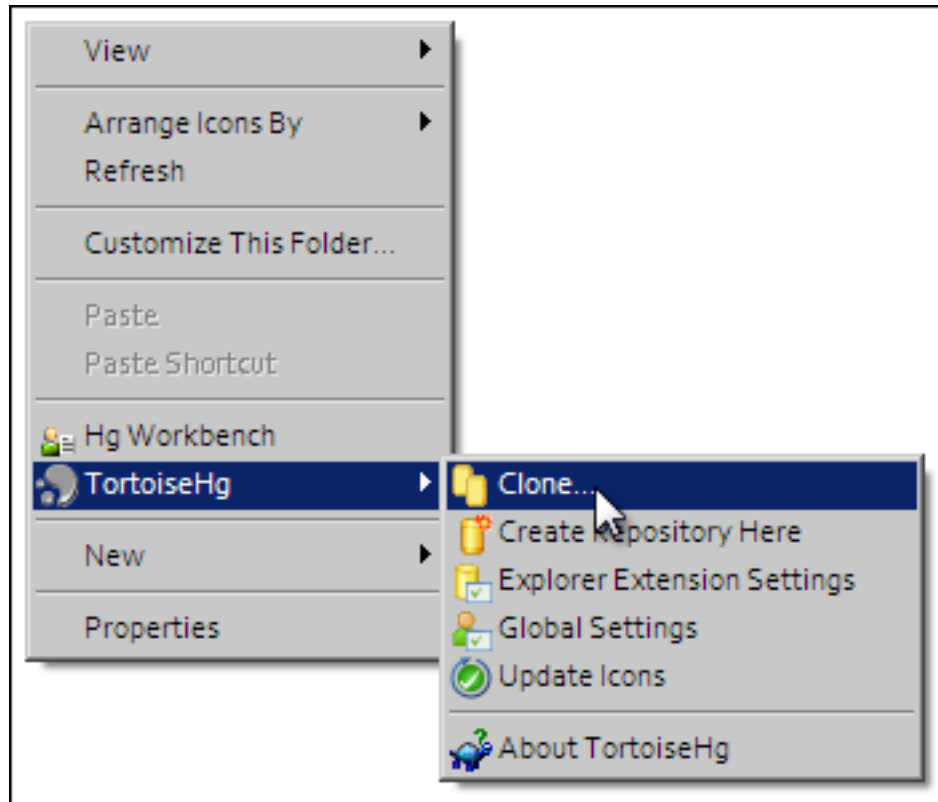 View
Arrange Icons By
Refresh
Customize This Folder...
Paste
Paste Shortcut
Hg Workbench
TortoiseHg
New
Properties
Clone...
Create Repository Here
Explorer Extension Settings
Global Settings
Update Icons
About TortoiseHg